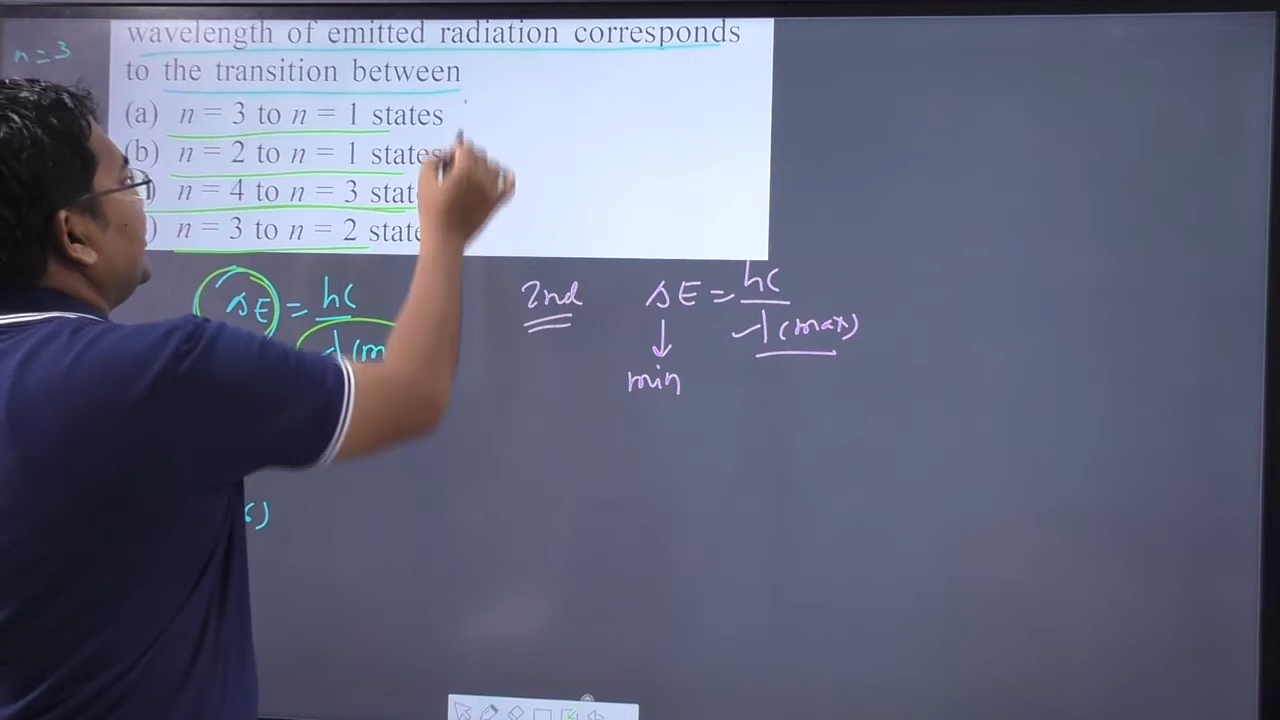 n = 3
wavelength of emitted radiation corresponds
to the transition between
(a) n = 3 to n = 1 states
(b) n = 2 to n = 1 states
) n = 4 to n = 3 stat
) n = 3 to n = 2 state
ΔE = hc
λ(m
2nd
ΔE = hc
λ(max)
min